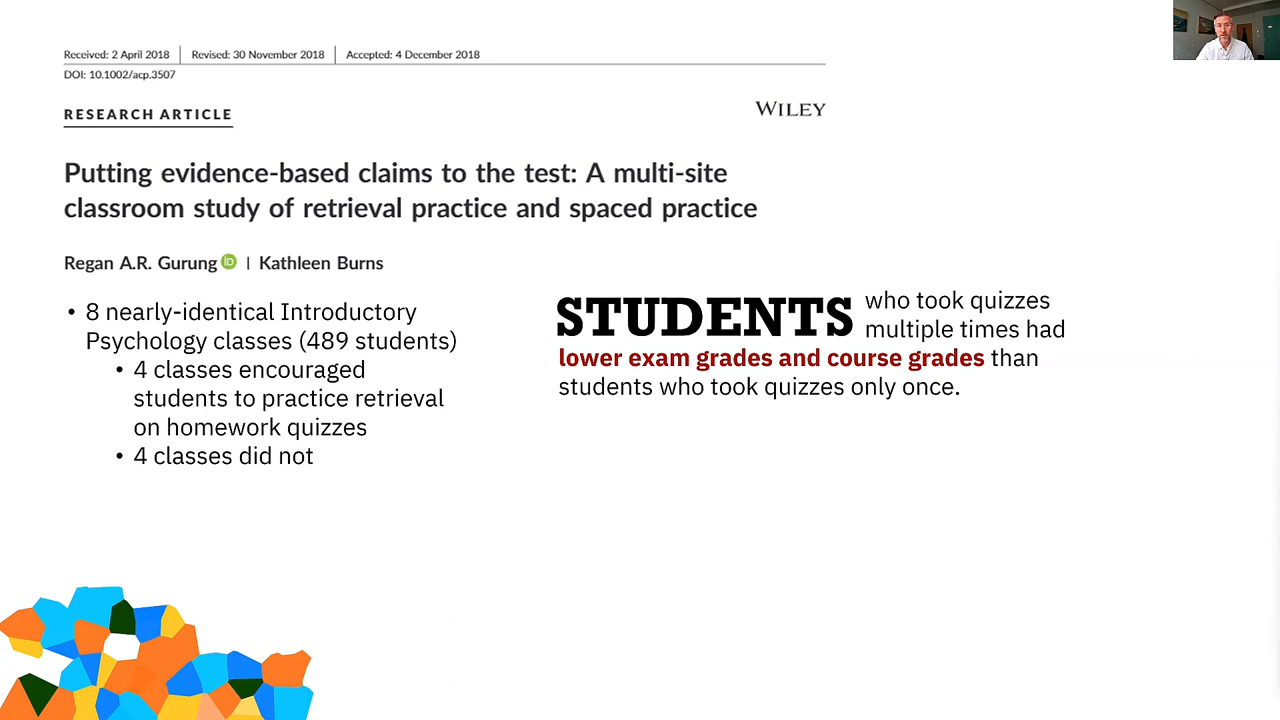 Received: 2 April 2018 | Revised: 30 November 2018 | Accepted: 4 December 2018
DOI: 10.1002/acp.3507
RESEARCH ARTICLE
WILEY
Putting evidence-based claims to the test: A multi-site
classroom study of retrieval practice and spaced practice
Regan A.R. Gurung iD | Kathleen Burns
• 8 nearly-identical Introductory
Psychology classes (489 students)
• 4 classes encouraged
students to practice retrieval
on homework quizzes
• 4 classes did not
STUDENTS who took quizzes
multiple times had
lower exam grades and course grades than
students who took quizzes only once.